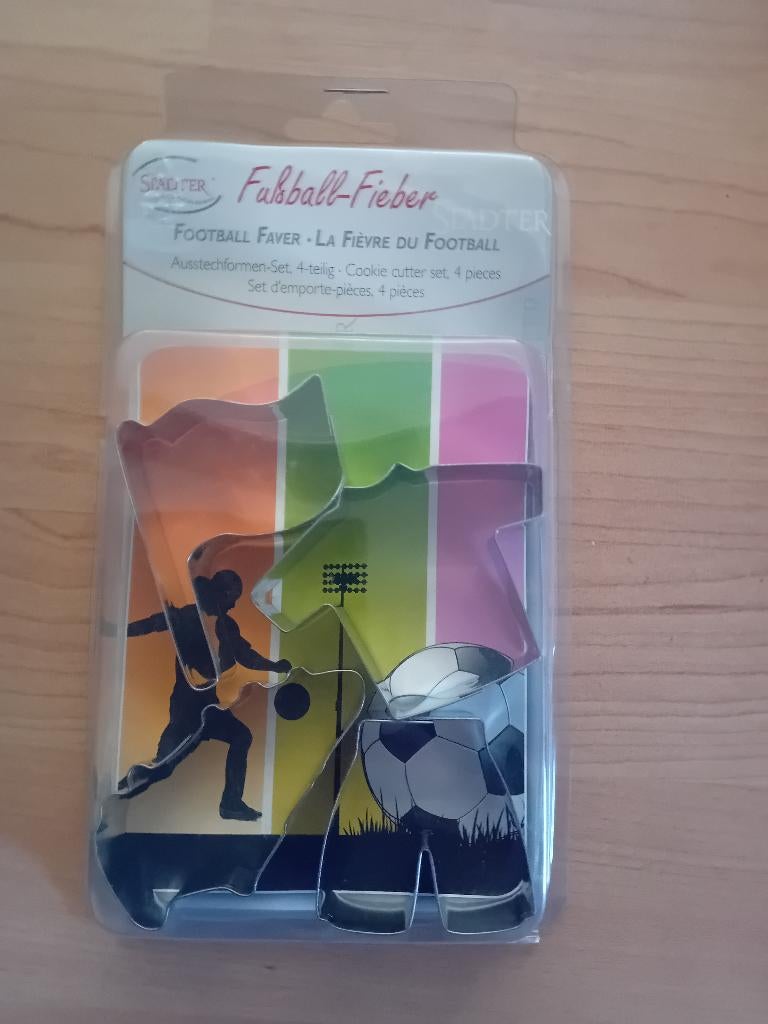 STÄDTER
Fußball-Fieber
STÄDTER
FOOTBALL FAVER · LA FIÈVRE DU FOOTBALL
Ausstechformen-Set, 4-teilig · Cookie cutter set, 4 pieces
Set d'emporte-pièces, 4 pièces